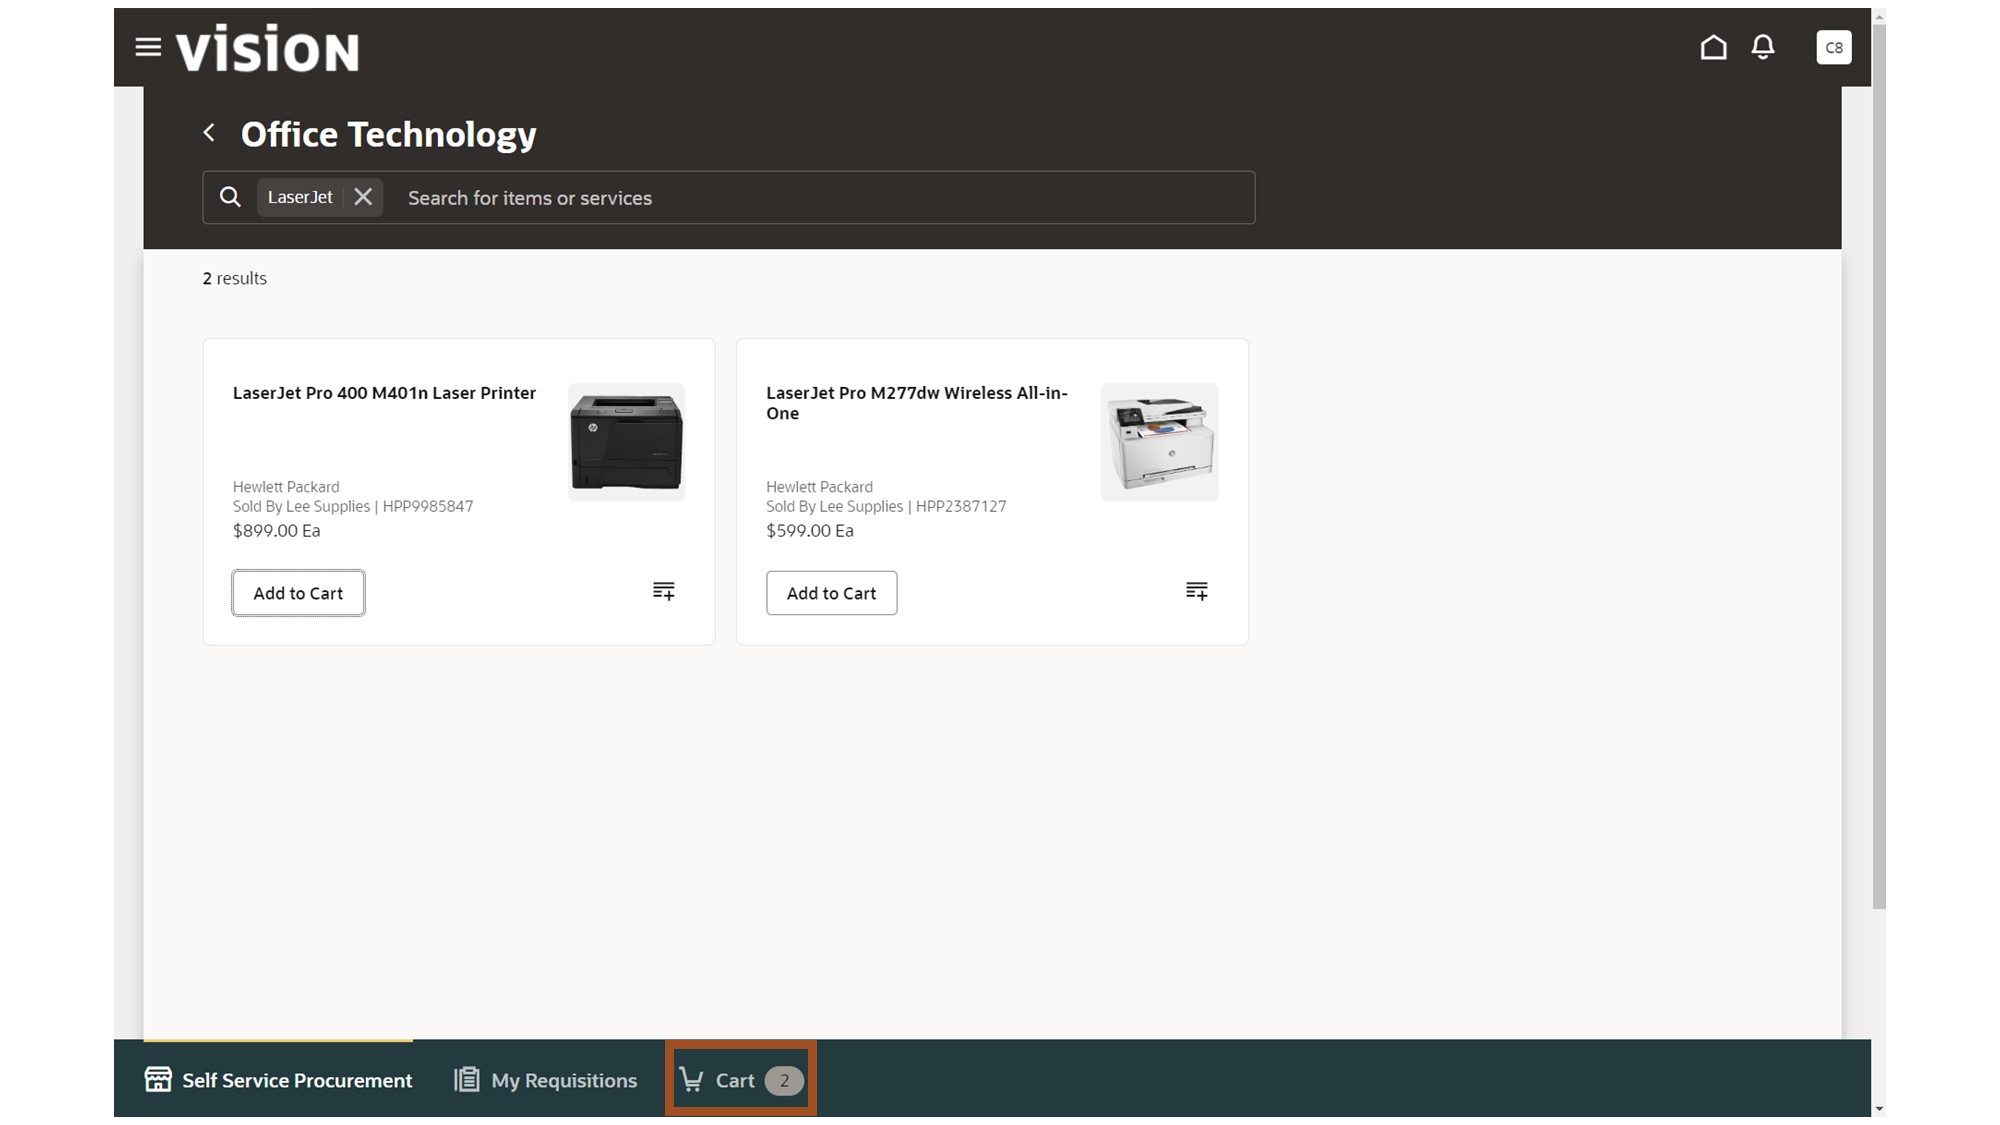 vision
C8
Office Technology
LaserJet Search for items or services
2 results
LaserJet Pro 400 M401n Laser Printer
Hewlett Packard
Sold By Lee Supplies | HPP9985847
$899.00 Ea
Add to Cart
LaserJet Pro M277dw Wireless All-in-
One
Hewlett Packard
Sold By Lee Supplies | HPP2387127
$599.00 Ea
Add to Cart
Self Service Procurement
My Requisitions
Cart 2